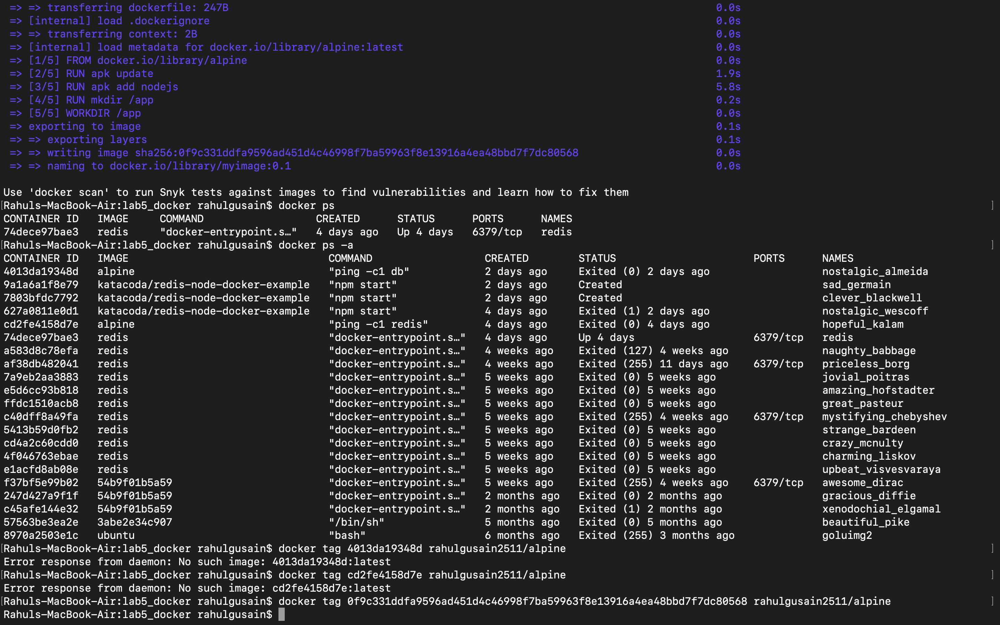 => => transferring dockerfile: 247B 0.0s
=> [internal] load .dockerignore 0.0s
=> => transferring context: 2B 0.0s
=> [internal] load metadata for docker.io/library/alpine:latest 0.0s
=> [1/5] FROM docker.io/library/alpine 0.0s
=> [2/5] RUN apk update 1.9s
=> [3/5] RUN apk add nodejs 5.8s
=> [4/5] RUN mkdir /app 0.2s
=> [5/5] WORKDIR /app 0.0s
=> exporting to image 0.1s
=> => exporting layers 0.1s
=> => writing image sha256:0f9c331ddfa9596ad451d4c46998f7ba59963f8e13916a4ea48bbd7f7dc80568 0.0s
=> => naming to docker.io/library/myimage:0.1 0.0s
Use 'docker scan' to run Snyk tests against images to find vulnerabilities and learn how to fix them
[Rahuls-MacBook-Air:lab5_docker rahulgusain$ docker ps ]
CONTAINER ID IMAGE COMMAND CREATED STATUS PORTS NAMES
74dece97bae3 redis "docker-entrypoint.s…" 4 days ago Up 4 days 6379/tcp redis
[Rahuls-MacBook-Air:lab5_docker rahulgusain$ docker ps -a ]
CONTAINER ID IMAGE COMMAND CREATED STATUS PORTS NAMES
4013da19348d alpine "ping -c1 db" 2 days ago Exited (0) 2 days ago nostalgic_almeida
9a1a6a1f8e79 katacoda/redis-node-docker-example "npm start" 2 days ago Created sad_germain
7803bfdc7792 katacoda/redis-node-docker-example "npm start" 2 days ago Created clever_blackwell
627a0811e0d1 katacoda/redis-node-docker-example "npm start" 4 days ago Exited (1) 2 days ago nostalgic_wescoff
cd2fe4158d7e alpine "ping -c1 redis" 4 days ago Exited (0) 4 days ago hopeful_kalam
74dece97bae3 redis "docker-entrypoint.s…" 4 days ago Up 4 days 6379/tcp redis
a583d8c78efa redis "docker-entrypoint.s…" 4 weeks ago Exited (127) 4 weeks ago naughty_babbage
af38db482041 redis "docker-entrypoint.s…" 4 weeks ago Exited (255) 11 days ago 6379/tcp priceless_borg
7a9eb2aa3883 redis "docker-entrypoint.s…" 5 weeks ago Exited (0) 5 weeks ago jovial_poitras
e5d6cc93b818 redis "docker-entrypoint.s…" 5 weeks ago Exited (0) 5 weeks ago amazing_hofstadter
ffdc1510acb8 redis "docker-entrypoint.s…" 5 weeks ago Exited (0) 5 weeks ago great_pasteur
c40dff8a49fa redis "docker-entrypoint.s…" 5 weeks ago Exited (255) 4 weeks ago 6379/tcp mystifying_chebyshev
5413b59d0fb2 redis "docker-entrypoint.s…" 5 weeks ago Exited (0) 5 weeks ago strange_bardeen
cd4a2c60cdd0 redis "docker-entrypoint.s…" 5 weeks ago Exited (0) 5 weeks ago crazy_mcnulty
4f046763ebae redis "docker-entrypoint.s…" 5 weeks ago Exited (0) 5 weeks ago charming_liskov
e1acfd8ab08e redis "docker-entrypoint.s…" 5 weeks ago Exited (0) 5 weeks ago upbeat_visvesvaraya
f37bf5e99b02 54b9f01b5a59 "docker-entrypoint.s…" 5 weeks ago Exited (255) 4 weeks ago 6379/tcp awesome_dirac
247d427a9f1f 54b9f01b5a59 "docker-entrypoint.s…" 2 months ago Exited (0) 2 months ago gracious_diffie
c45afe144e32 54b9f01b5a59 "docker-entrypoint.s…" 2 months ago Exited (1) 2 months ago xenodochial_elgamal
57563be3ea2e 3abe2e34c907 "/bin/sh" 5 months ago Exited (0) 5 months ago beautiful_pike
8970a2503e1c ubuntu "bash" 6 months ago Exited (255) 3 months ago goluimg2
[Rahuls-MacBook-Air:lab5_docker rahulgusain$ docker tag 4013da19348d rahulgusain2511/alpine ]
Error response from daemon: No such image: 4013da19348d:latest
[Rahuls-MacBook-Air:lab5_docker rahulgusain$ docker tag cd2fe4158d7e rahulgusain2511/alpine ]
Error response from daemon: No such image: cd2fe4158d7e:latest
[Rahuls-MacBook-Air:lab5_docker rahulgusain$ docker tag 0f9c331ddfa9596ad451d4c46998f7ba59963f8e13916a4ea48bbd7f7dc80568 rahulgusain2511/alpine ]
Rahuls-MacBook-Air:lab5_docker rahulgusain$